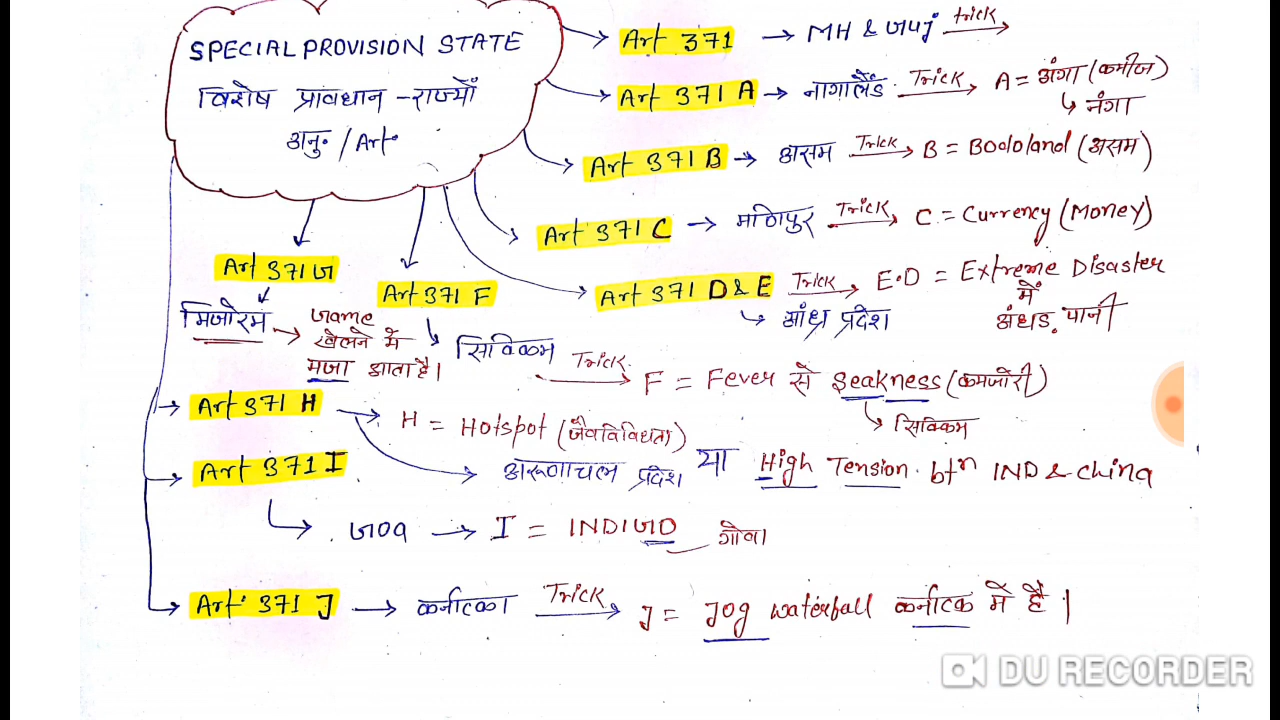 SPECIAL PROVISION STATE
विशेष प्रावधान - राज्यों
अनु॰ / Art.
Art 371 → MH & GUJ trick →
Art 371 A → नागालैंड Trick → A = अंगा (कमीज)
↳ नंगा
Art 371 B → असम Trick → B = Bodoland (असम)
Art 371 C → मणिपुर Trick → C = Currency (Money)
Art 371 D & E Trick → E.D = Extreme Disaster
में
↳ आंध्र प्रदेश अंधड़ पानी
Art 371 G
मिजोरम → Game
खेलने में
मजा आता है।
Art 371 F
↳ सिक्किम Trick → F = Fever से Seakness (कमजोरी)
↳ सिक्किम
Art 371 H → H = Hotspot (जैवविविधता)
→ अरूणाचल प्रदेश या High Tension btⁿ IND & China
Art 371 I
↳ GOA → I = INDIGO गोवा
Art 371 J → कर्नाटका Trick → J = Jog waterfall कर्नाटक में है।
DU RECORDER